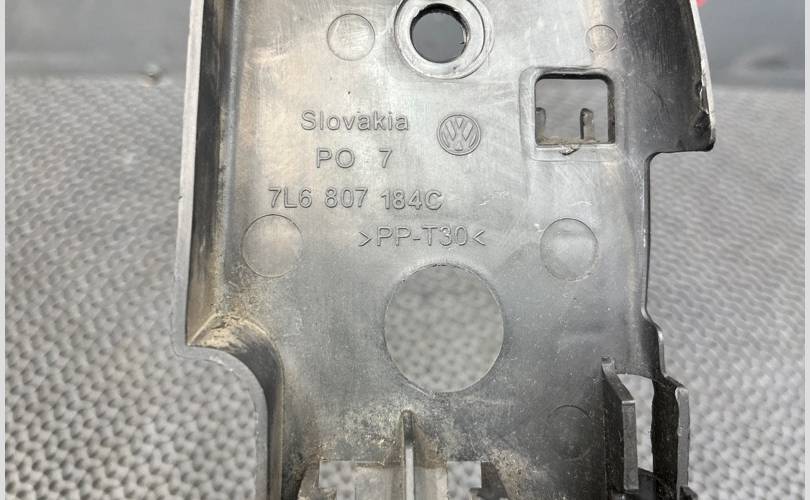 Slovakia
PO 7
7L6 807 184C
>PP-T30<